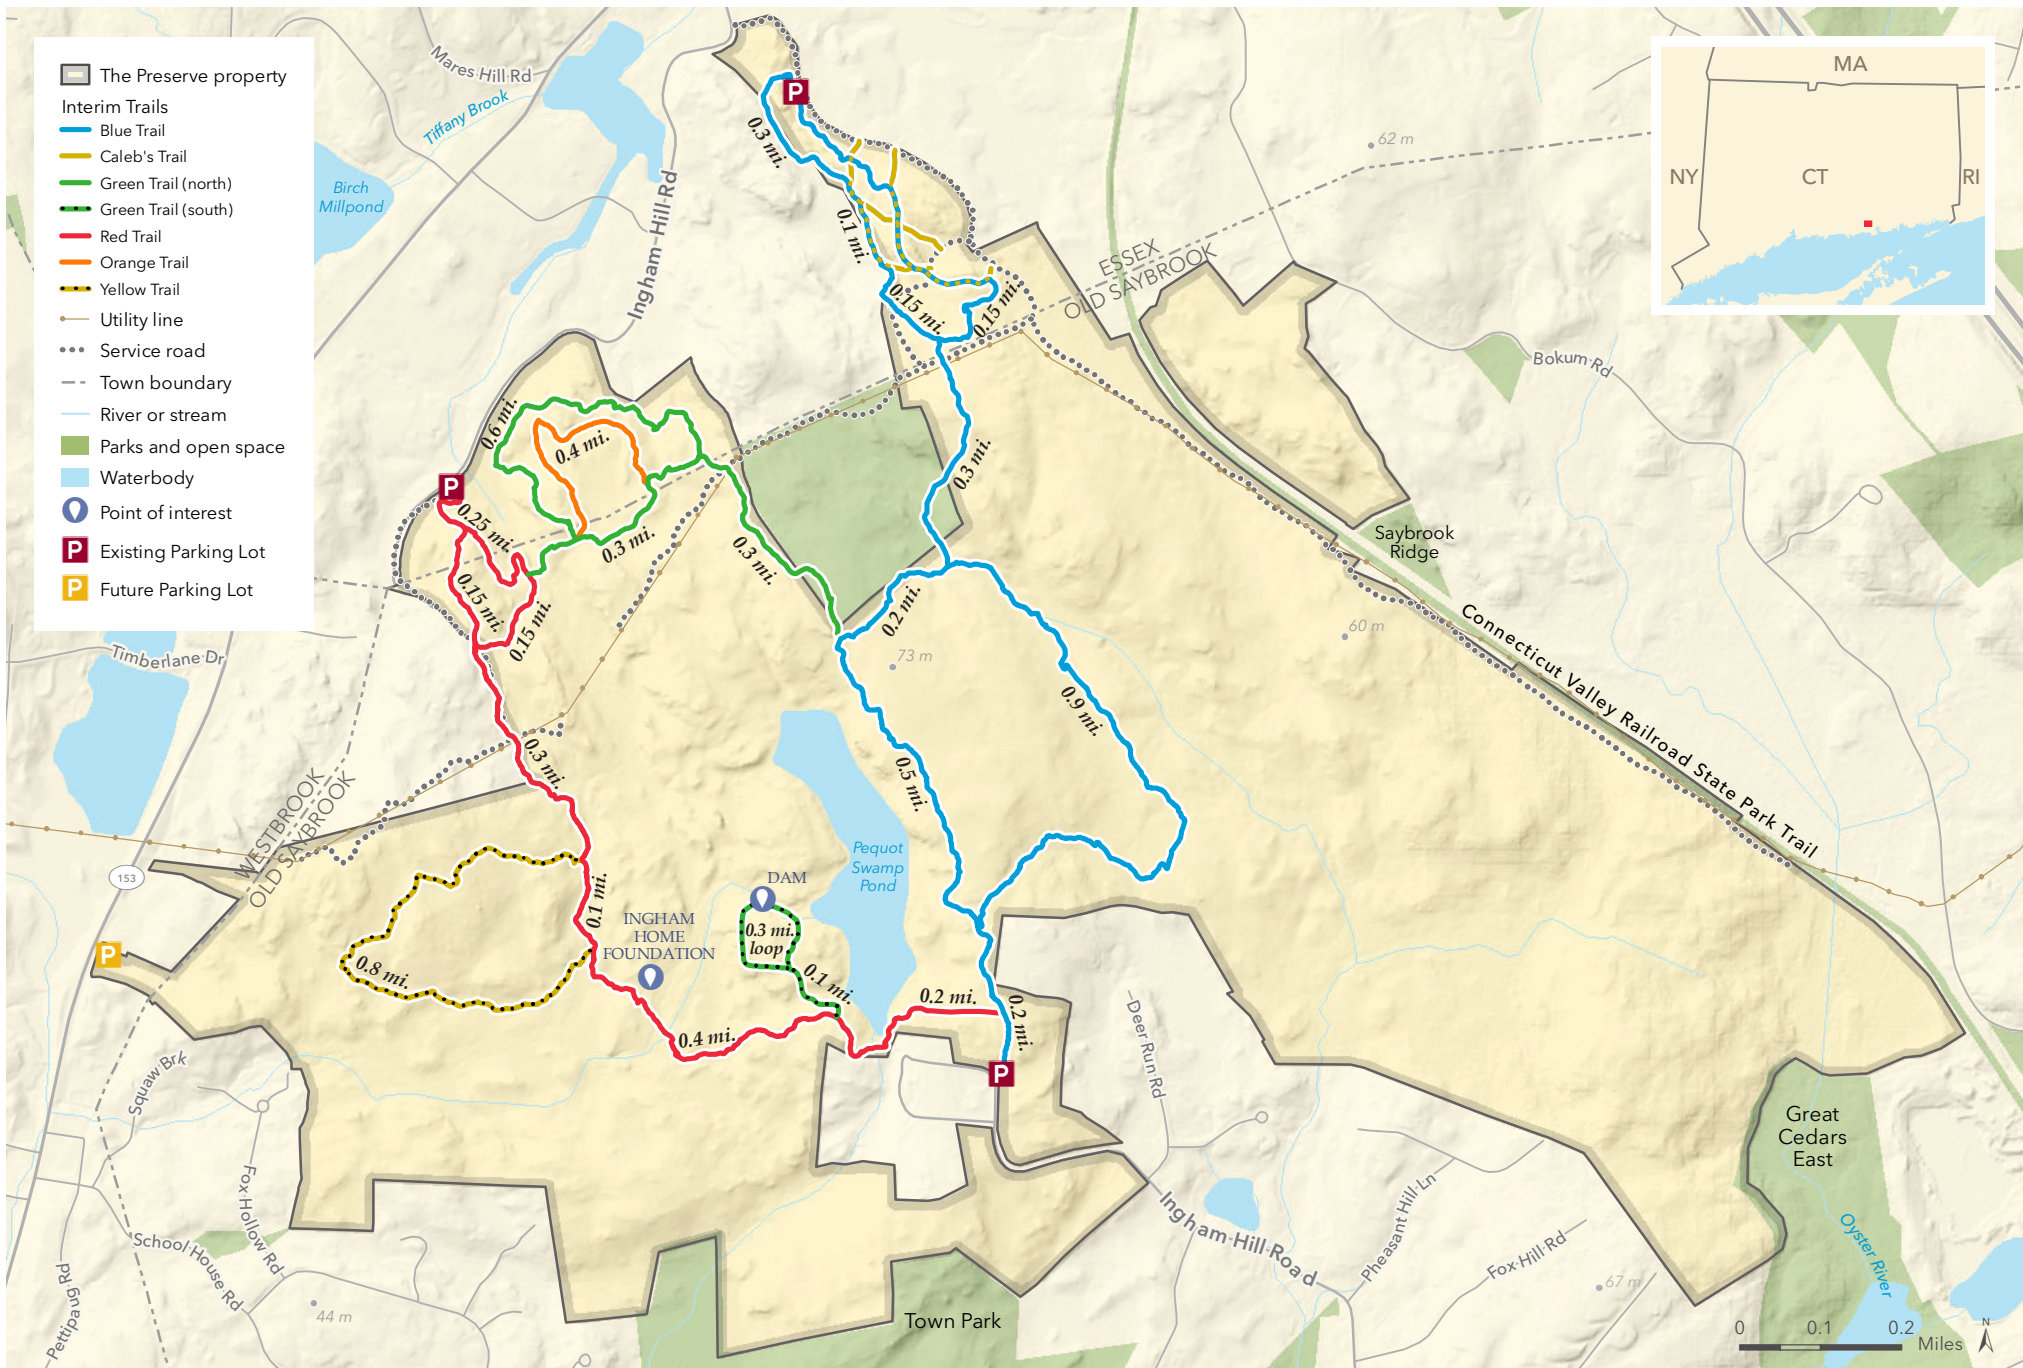 The Preserve property
Interim Trails
Blue Trail
Caleb's Trail
Green Trail (north)
Green Trail (south)
Red Trail
Orange Trail
Yellow Trail
Utility line
Service road
Town boundary
River or stream
Parks and open space
Waterbody
Point of interest
P Existing Parking Lot
P Future Parking Lot
Mares Hill Rd
Tiffany Brook
Birch
Millpond
Ingham Hill Rd
P
0.3 mi.
0.1 mi.
0.15 mi.
0.15 mi.
ESSEX
OLD SAYBROOK
62 m
MA
NY
CT
RI
Bokum Rd
0.6 mi.
0.4 mi.
P
0.25 mi.
0.3 mi.
0.15 mi.
0.15 mi.
0.3 mi.
0.3 mi.
0.2 mi.
73 m
60 m
Saybrook
Ridge
Connecticut Valley Railroad State Park Trail
Timberlane Dr
0.3 mi.
0.9 mi.
0.5 mi.
WESTBROOK
OLD SAYBROOK
153
P
Pequot
Swamp
Pond
DAM
0.1 mi.
INGHAM
HOME
FOUNDATION
0.3 mi.
loop
0.8 mi.
0.1 mi.
0.4 mi.
0.2 mi.
0.2 mi.
P
Deer Run Rd
Squaw Brk
Fox Hollow Rd
School House Rd
Pettipaug Rd
44 m
Ingham Hill Road
Pheasant Hill Ln
Fox Hill Rd
67 m
Great
Cedars
East
Oyster River
Town Park
0 0.1 0.2
Miles
N